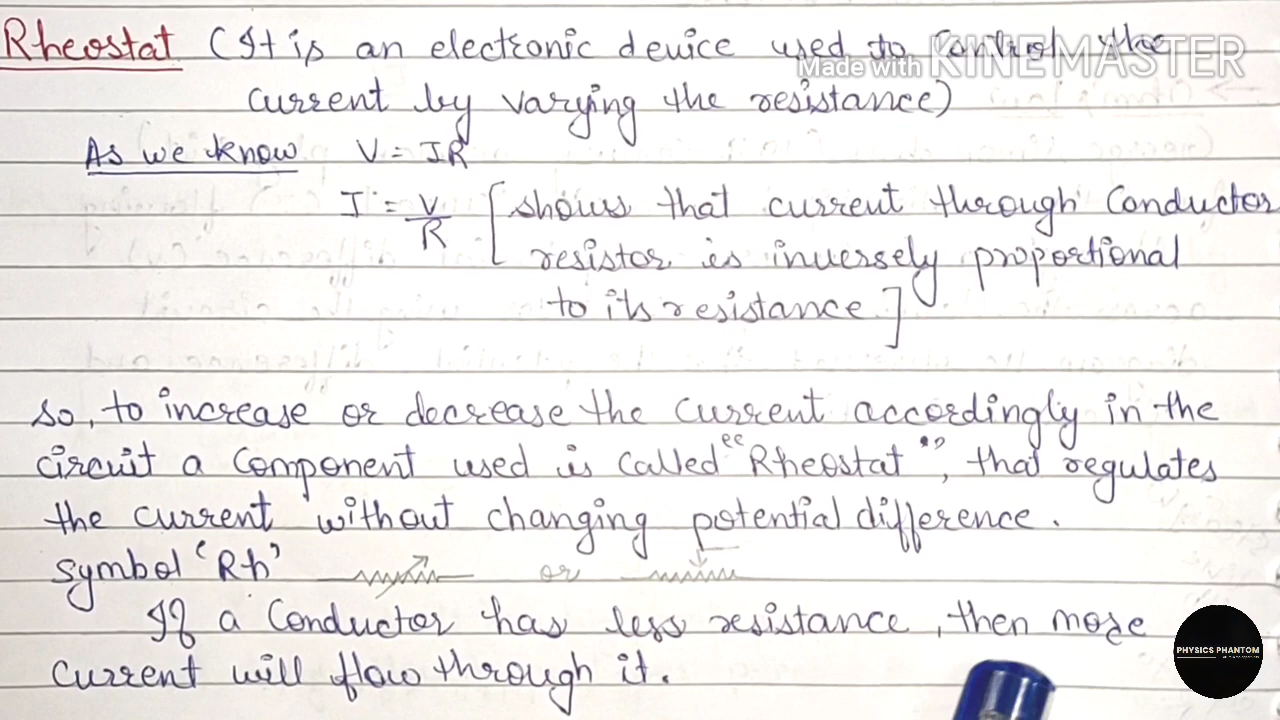 Rheostat (It is an electronic device used to control the
Made with KINEMASTER
current by varying the resistance)
As we know V = IR
I = V/R [shows that current through Conductor
resistor is inversely proportional
to its resistance]
so, to increase or decrease the current accordingly in the
circuit a component used is called "Rheostat", that regulates
the current without changing potential difference.
Symbol 'Rh' or
If a Conductor has less resistance, then more
current will flow through it.
PHYSICS PHANTOM